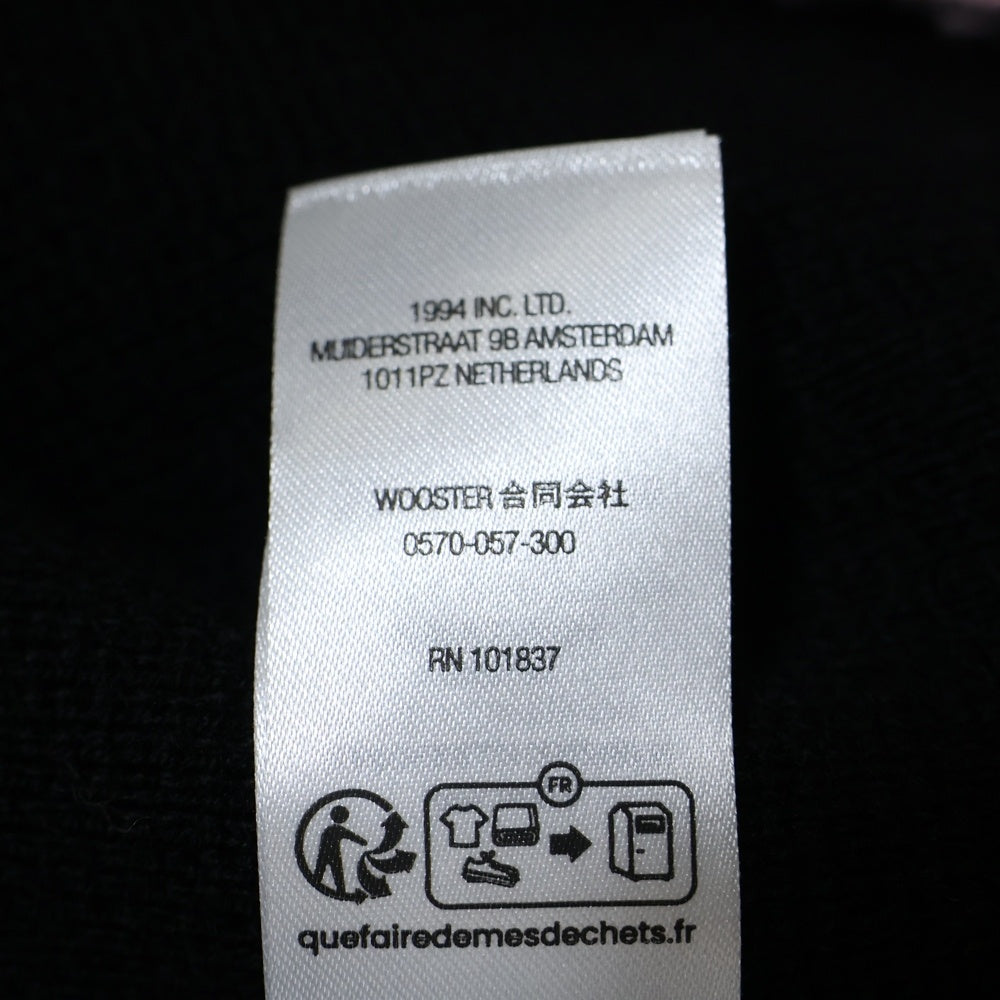 1994 INC. LTD.
MUIDERSTRAAT 9B AMSTERDAM
1011PZ NETHERLANDS
WOOSTER 合同会社
0570-057-300
RN 101837
FR
quefairedemesdechets.fr